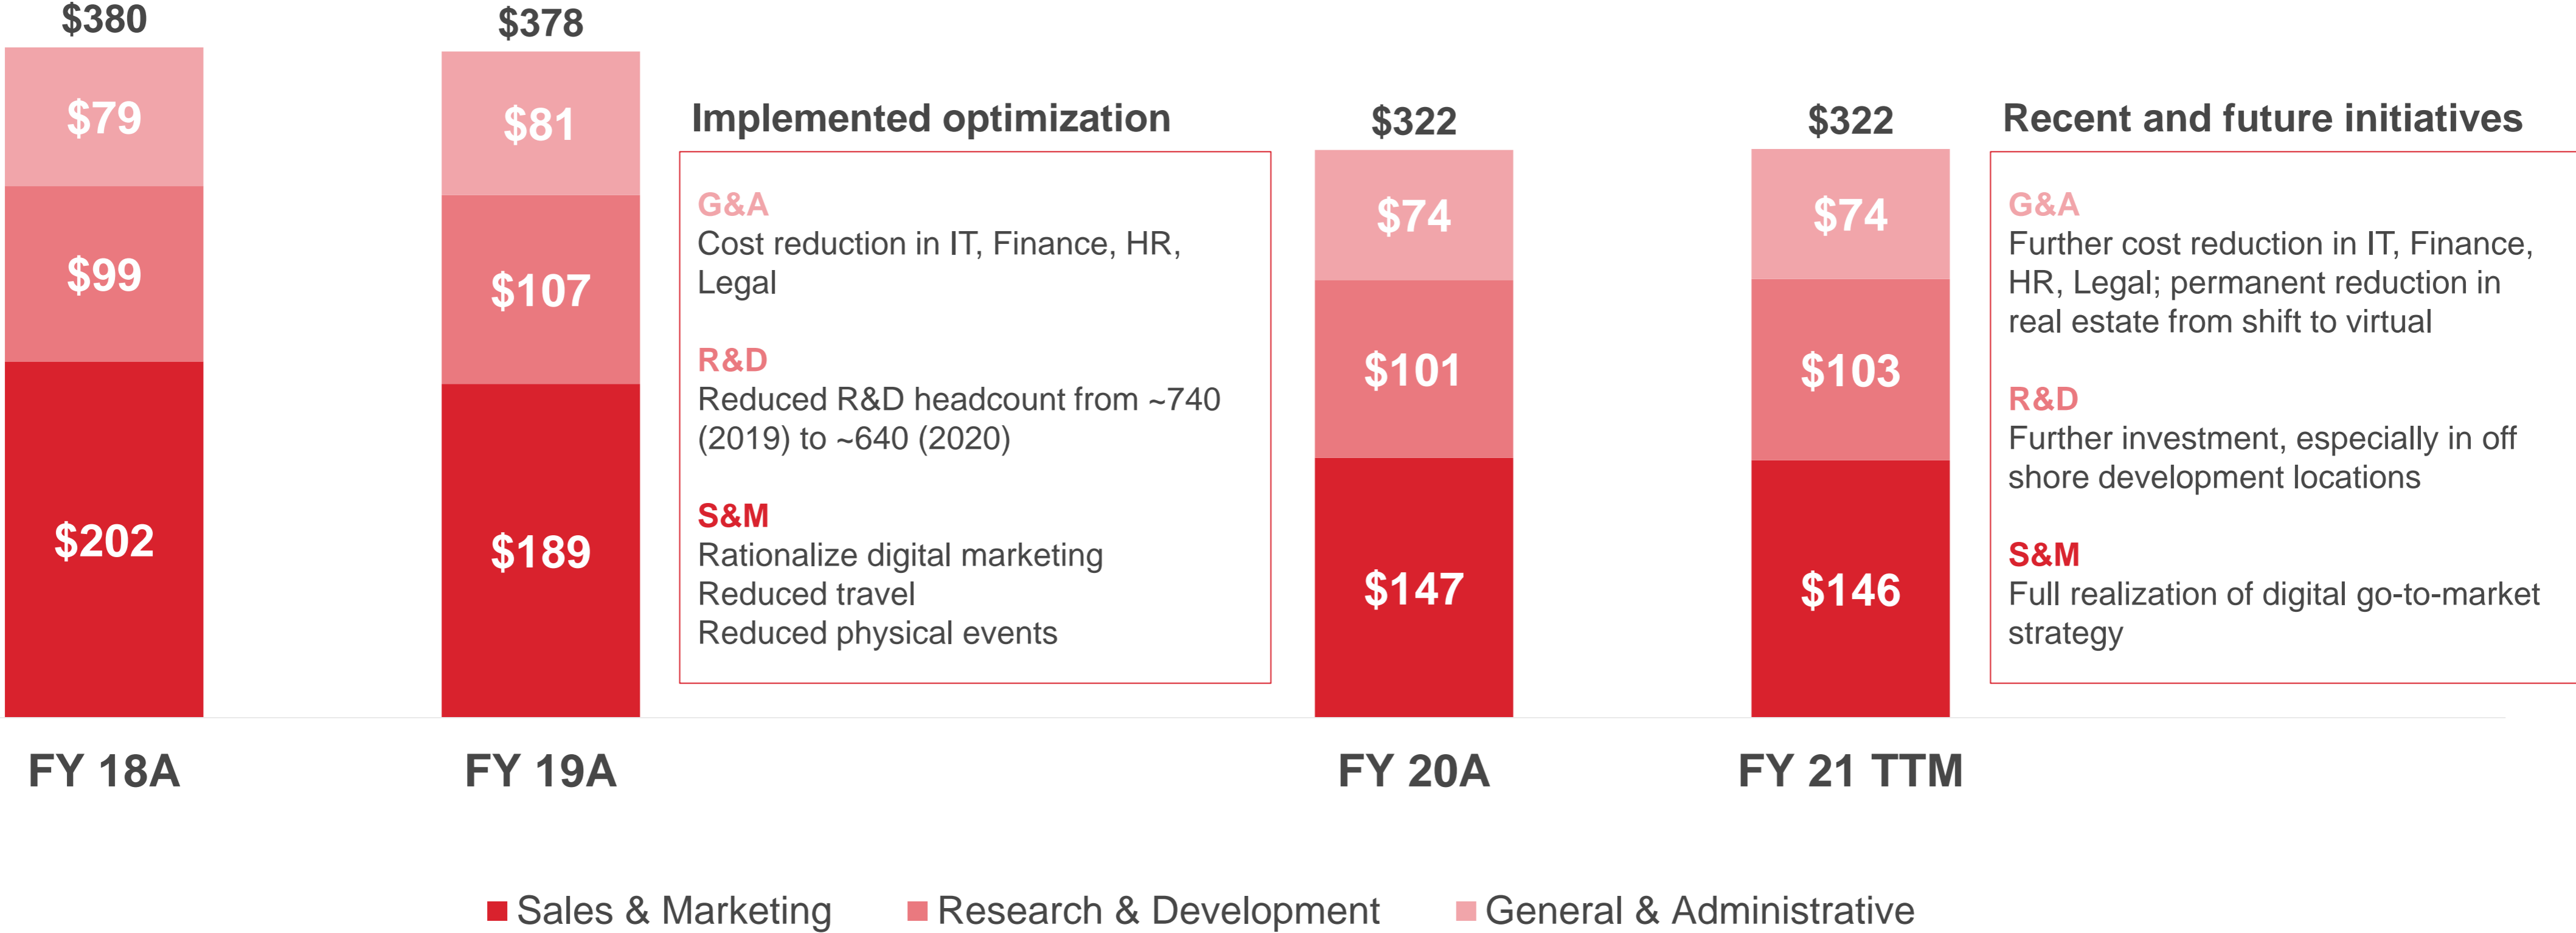 $380
$79
$99
$202
FY 18A
$378
$81
$107
$189
FY 19A
Implemented optimization
G&A
Cost reduction in IT, Finance, HR,
Legal
R&D
Reduced R&D headcount from ~740
(2019) to ~640 (2020)
S&M
Rationalize digital marketing
Reduced travel
Reduced physical events
$322
$74
$101
$147
FY 20A
$322
$74
$103
$146
FY 21 TTM
Recent and future initiatives
G&A
Further cost reduction in IT, Finance,
HR, Legal; permanent reduction in
real estate from shift to virtual
R&D
Further investment, especially in off
shore development locations
S&M
Full realization of digital go-to-market
strategy
Sales & Marketing
Research & Development
General & Administrative